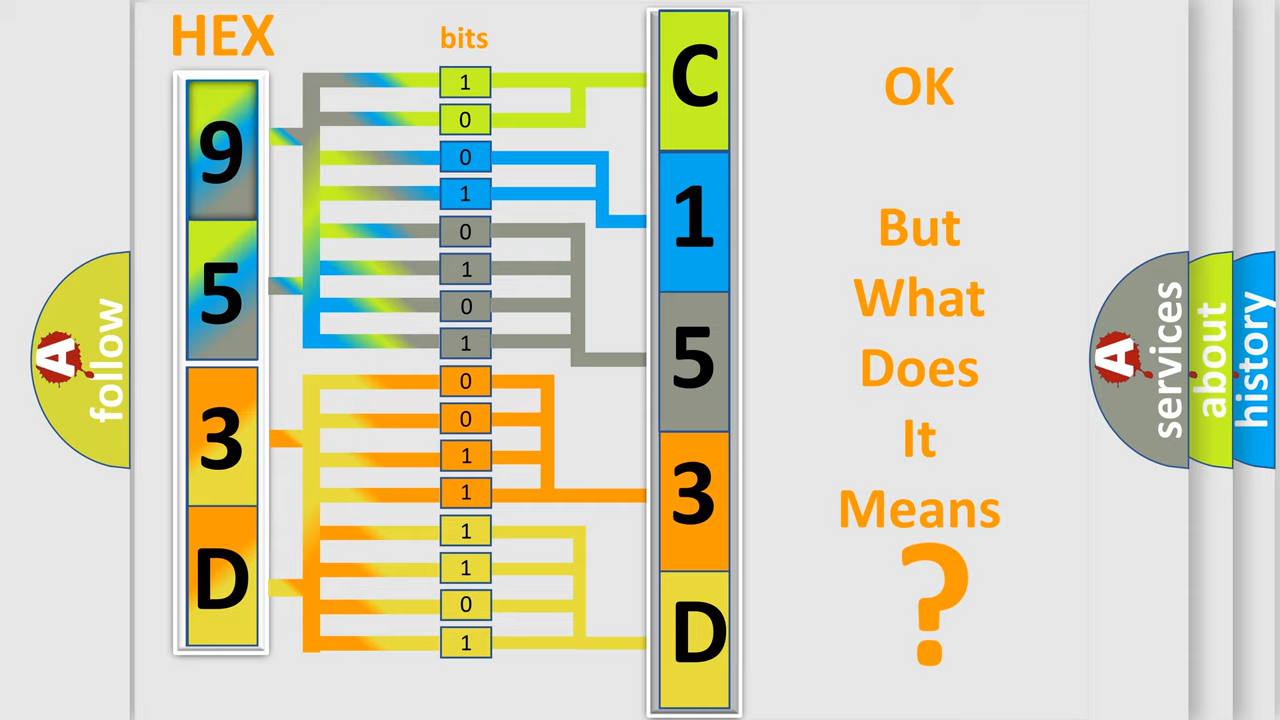 HEX
bits
9
5
3
D
1
0
0
1
0
1
0
1
0
0
1
1
1
1
0
1
C
1
5
3
D
OK
But
What
Does
It
Means
?
A
follow
A
services
about
history